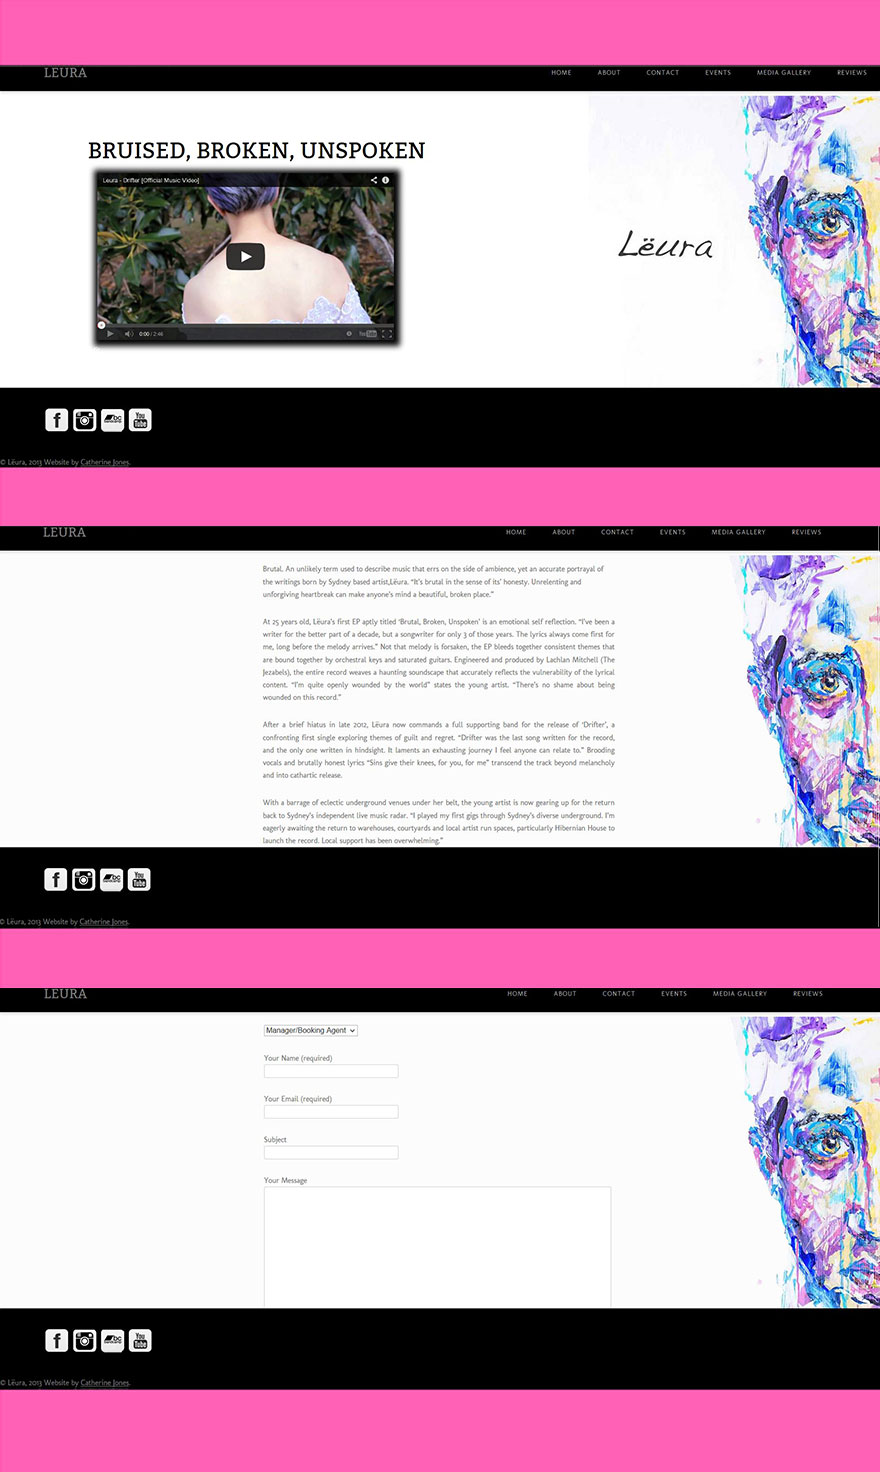 LEURA
HOME ABOUT CONTACT EVENTS MEDIA GALLERY REVIEWS
BRUISED, BROKEN, UNSPOKEN
Leura - Drifter [Official Music Video]
0:00 / 2:46
YouTube
Lëura
f
bc
You
Tube
© Lëura, 2013 Website by Catherine Jones.
LEURA
HOME ABOUT CONTACT EVENTS MEDIA GALLERY REVIEWS
Brutal. An unlikely term used to describe music that errs on the side of ambience, yet an accurate portrayal of
the writings born by Sydney based artist,Lëura. “It’s brutal in the sense of its’ honesty. Unrelenting and
unforgiving heartbreak can make anyone’s mind a beautiful, broken place.”
At 25 years old, Lëura’s first EP aptly titled ‘Brutal, Broken, Unspoken’ is an emotional self reflection. “I’ve been a
writer for the better part of a decade, but a songwriter for only 3 of those years. The lyrics always come first for
me, long before the melody arrives.” Not that melody is forsaken, the EP bleeds together consistent themes that
are bound together by orchestral keys and saturated guitars. Engineered and produced by Lachlan Mitchell (The
Jezabels), the entire record weaves a haunting soundscape that accurately reflects the vulnerability of the lyrical
content. “I’m quite openly wounded by the world” states the young artist. “There’s no shame about being
wounded on this record.”
After a brief hiatus in late 2012, Lëura now commands a full supporting band for the release of ‘Drifter’, a
confronting first single exploring themes of guilt and regret. “Drifter was the last song written for the record,
and the only one written in hindsight. It laments an exhausting journey I feel anyone can relate to.” Brooding
vocals and brutally honest lyrics “Sins give their knees, for you, for me” transcend the track beyond melancholy
and into cathartic release.
With a barrage of eclectic underground venues under her belt, the young artist is now gearing up for the return
back to Sydney’s independent live music radar. “I played my first gigs through Sydney’s diverse underground. I’m
eagerly awaiting the return to warehouses, courtyards and local artist run spaces, particularly Hibernian House to
launch the record. Local support has been overwhelming.”
f
bc
You
Tube
© Lëura, 2013 Website by Catherine Jones.
LEURA
HOME ABOUT CONTACT EVENTS MEDIA GALLERY REVIEWS
Manager/Booking Agent
Your Name (required)
Your Email (required)
Subject
Your Message
f
bc
You
Tube
© Lëura, 2013 Website by Catherine Jones.